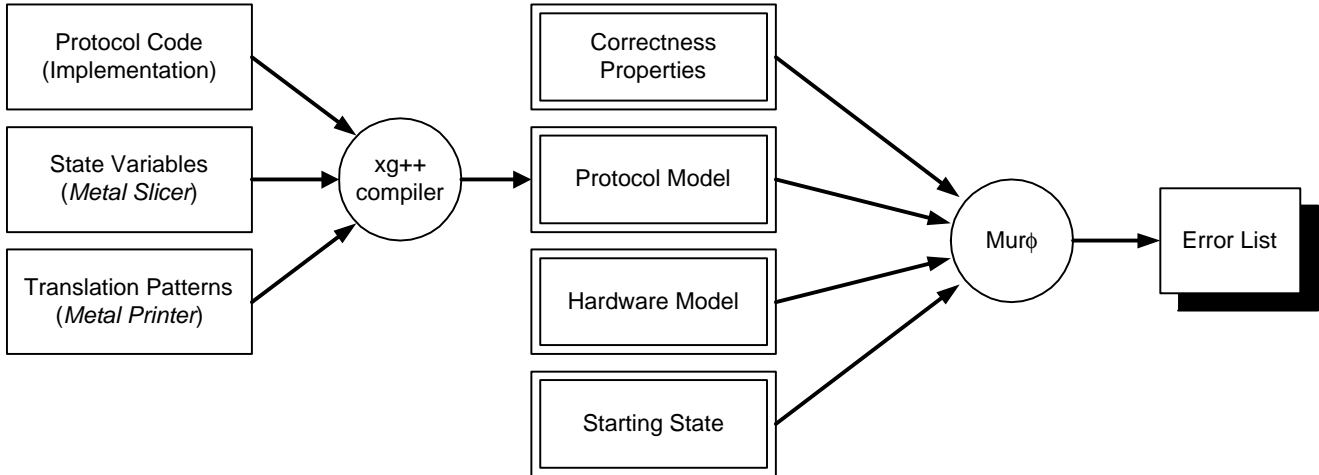 Protocol Code
(Implementation)
State Variables
(Metal Slicer)
Translation Patterns
(Metal Printer)
xg++
compiler
Correctness
Properties
Protocol Model
Hardware Model
Starting State
Murϕ
Error List